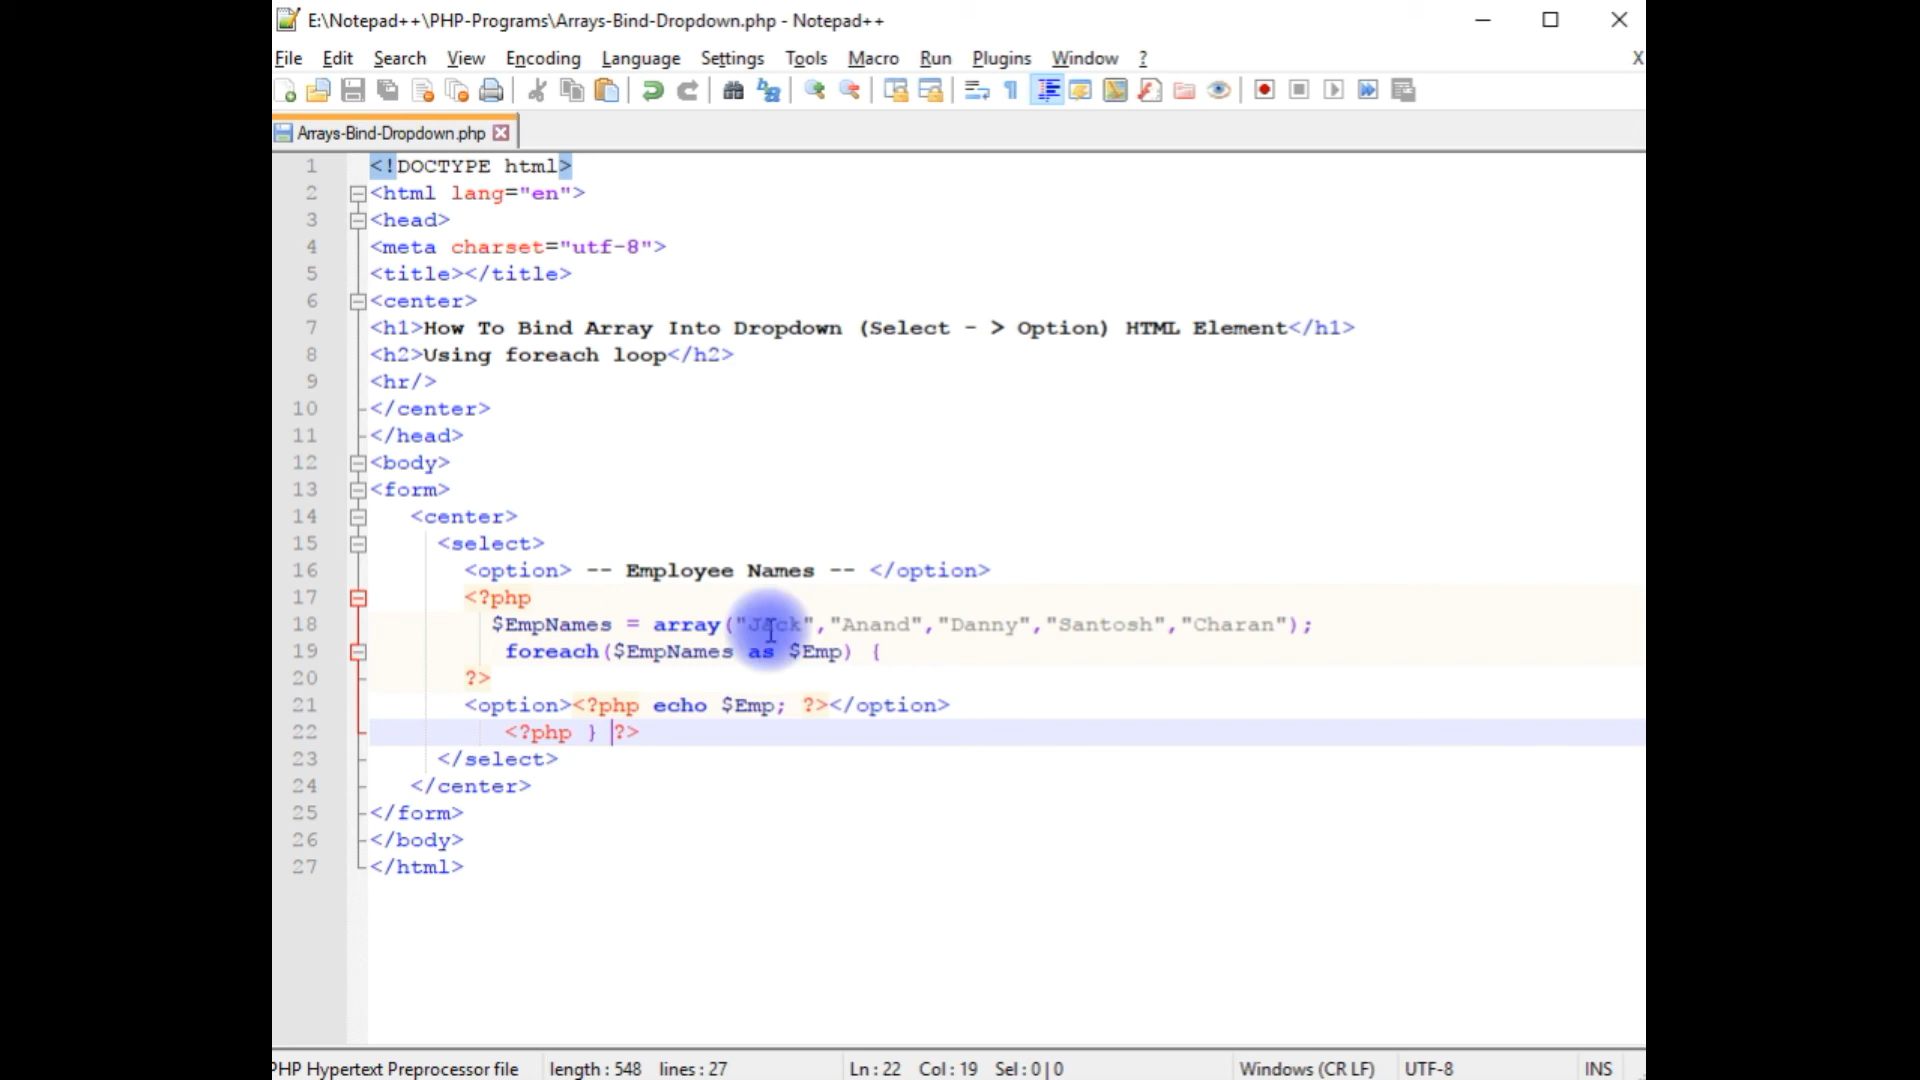 E:\Notepad++\PHP-Programs\Arrays-Bind-Dropdown.php - Notepad++
File Edit Search View Encoding Language Settings Tools Macro Run Plugins Window ? X
Arrays-Bind-Dropdown.php
1 <!DOCTYPE html>
2 <html lang="en">
3 <head>
4 <meta charset="utf-8">
5 <title></title>
6 <center>
7 <h1>How To Bind Array Into Dropdown (Select - > Option) HTML Element</h1>
8 <h2>Using foreach loop</h2>
9 <hr/>
10 </center>
11 </head>
12 <body>
13 <form>
14 <center>
15 <select>
16 <option> -- Employee Names -- </option>
17 <?php
18 $EmpNames = array("Jack","Anand","Danny","Santosh","Charan");
19 foreach($EmpNames as $Emp) {
20 ?>
21 <option><?php echo $Emp; ?></option>
22 <?php } ?>
23 </select>
24 </center>
25 </form>
26 </body>
27 </html>
PHP Hypertext Preprocessor file length : 548 lines : 27 Ln : 22 Col : 19 Sel : 0 | 0 Windows (CR LF) UTF-8 INS